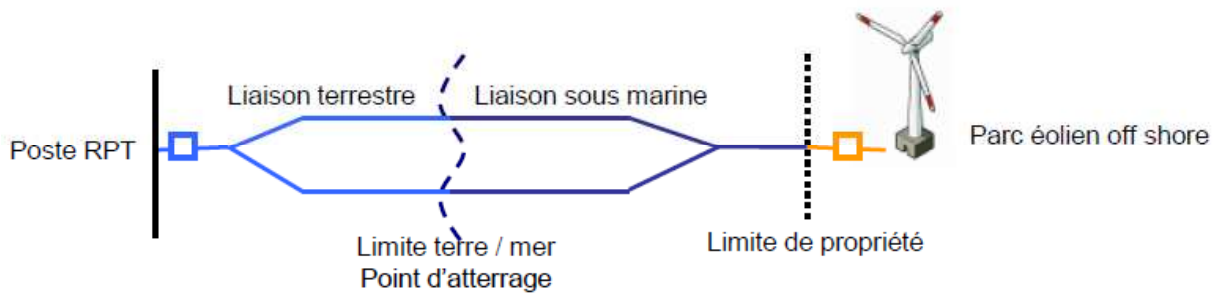 Liaison terrestre
Liaison sous marine
Poste RPT
Parc éolien off shore
Limite terre / mer
Point d'atterrage
Limite de propriété